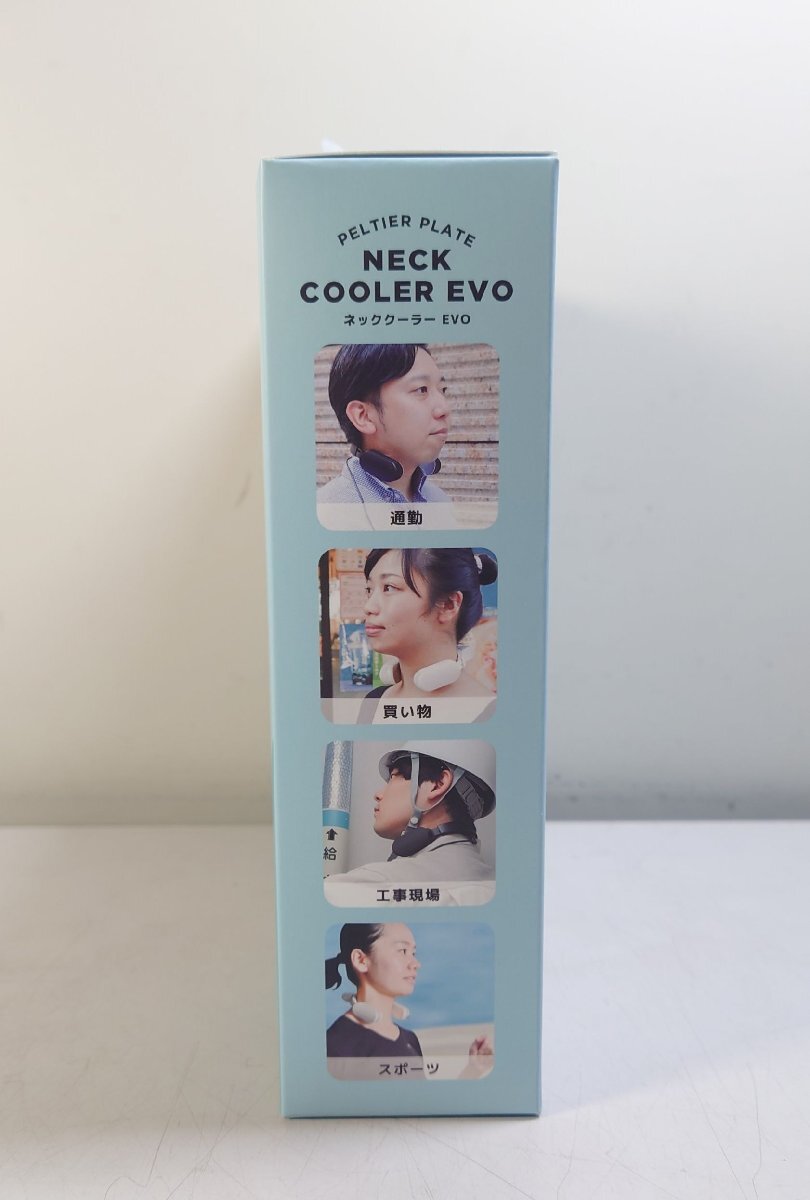 PELTIER PLATE
NECK
COOLER EVO
ネッククーラー EVO
通勤
買い物
給
工事現場
スポーツ